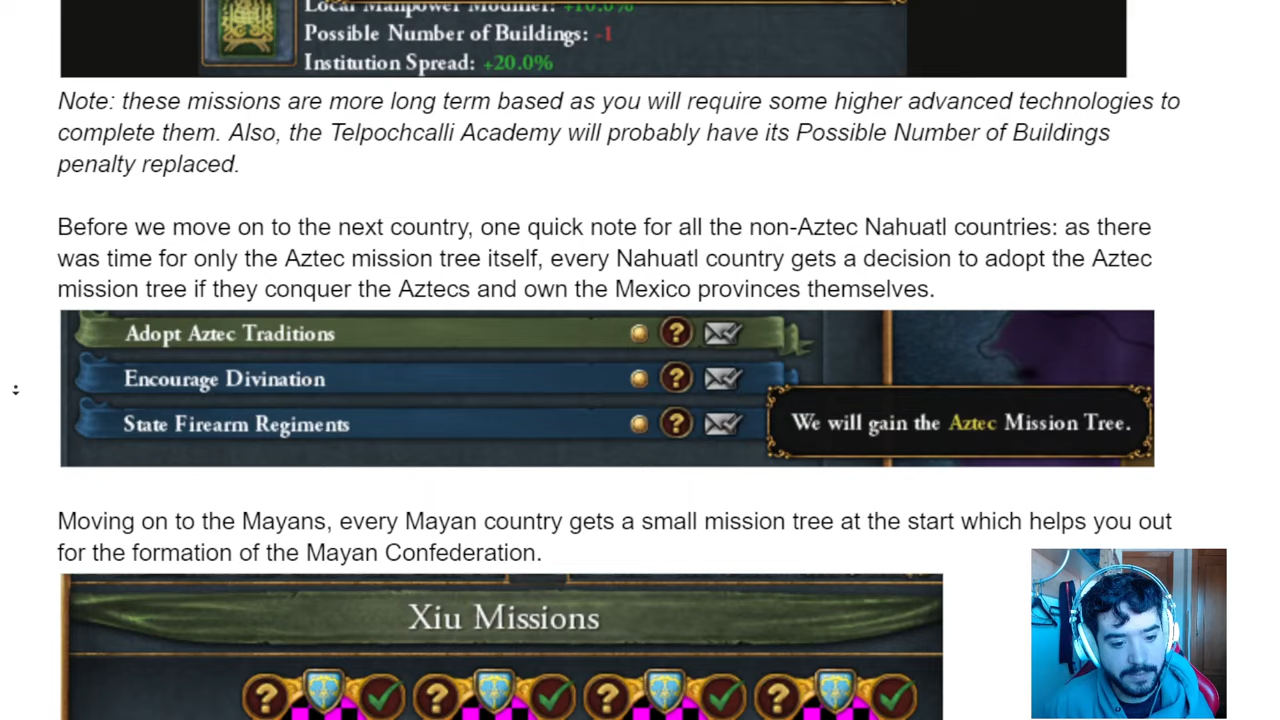 Local Manpower Modifier: +10.0%
Possible Number of Buildings: -1
Institution Spread: +20.0%
Note: these missions are more long term based as you will require some higher advanced technologies to
complete them. Also, the Telpochcalli Academy will probably have its Possible Number of Buildings
penalty replaced.
Before we move on to the next country, one quick note for all the non-Aztec Nahuatl countries: as there
was time for only the Aztec mission tree itself, every Nahuatl country gets a decision to adopt the Aztec
mission tree if they conquer the Aztecs and own the Mexico provinces themselves.
Adopt Aztec Traditions
Encourage Divination
State Firearm Regiments
We will gain the Aztec Mission Tree.
Moving on to the Mayans, every Mayan country gets a small mission tree at the start which helps you out
for the formation of the Mayan Confederation.
Xiu Missions